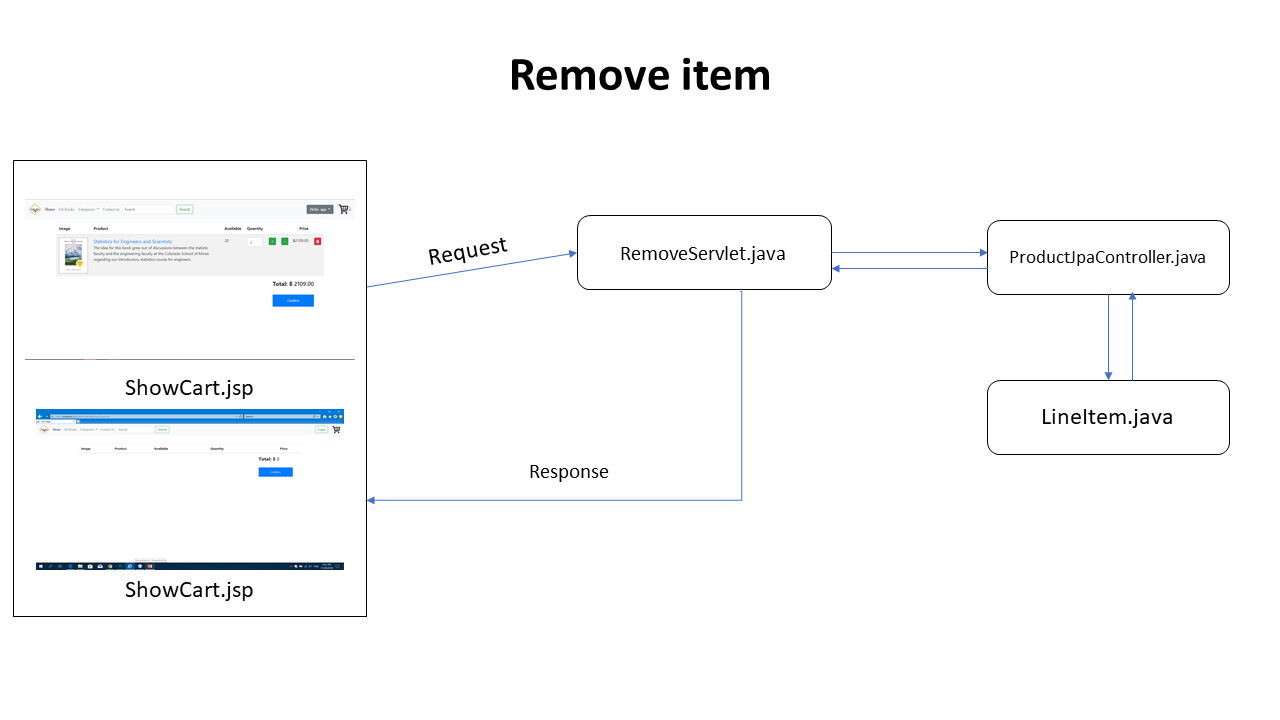 Remove item
Home All Books Categories Contact us Search Search
Image Product Available Quantity Price
Statistics for Engineers and Scientists
The idea for this book grew out of discussions between the statistic
faculty and the engineering faculty at the Colorado School of Mines
regarding our introductory statistics course for engineers.
20
฿2109.00
Total: ฿ 2109.00
Confirm
ShowCart.jsp
Home All Books Categories Contact us Search Search
Image Product Available Quantity Price
Total: ฿ 0
Confirm
ShowCart.jsp
Request
RemoveServlet.java
ProductJpaController.java
LineItem.java
Response